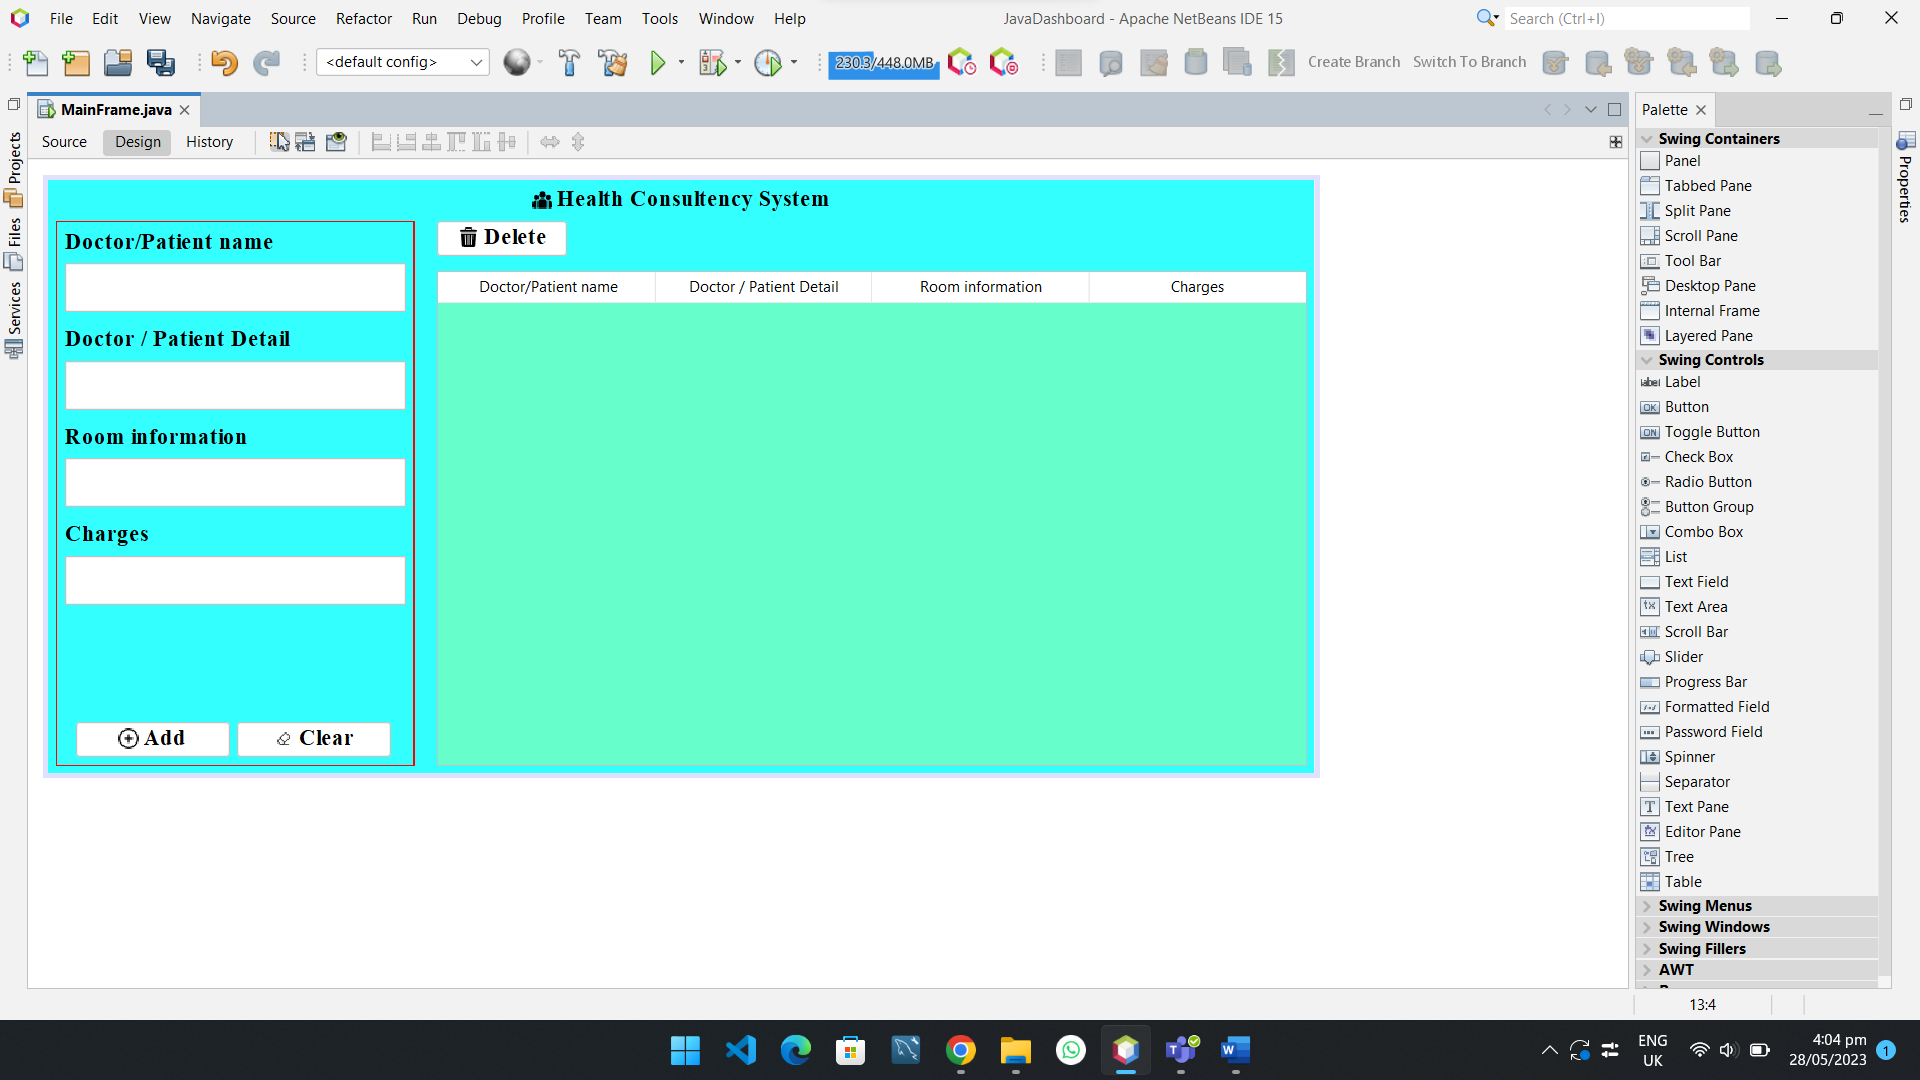 File Edit View Navigate Source Refactor Run Debug Profile Team Tools Window Help JavaDashboard - Apache NetBeans IDE 15 Search (Ctrl+I)
<default config> 230.3/448.0MB Create Branch Switch To Branch
MainFrame.java
Source Design History
Projects
Files
Services
Health Consultency System
Doctor/Patient name
Doctor / Patient Detail
Room information
Charges
Add Clear
Delete
Doctor/Patient name Doctor / Patient Detail Room information Charges
Palette
Swing Containers
Panel
Tabbed Pane
Split Pane
Scroll Pane
Tool Bar
Desktop Pane
Internal Frame
Layered Pane
Swing Controls
label Label
OK Button
ON Toggle Button
Check Box
Radio Button
Button Group
Combo Box
List
Text Field
Text Area
Scroll Bar
Slider
Progress Bar
Formatted Field
Password Field
Spinner
Separator
Text Pane
Editor Pane
Tree
Table
Swing Menus
Swing Windows
Swing Fillers
AWT
Properties
13:4
ENG
UK
4:04 pm
28/05/2023
1